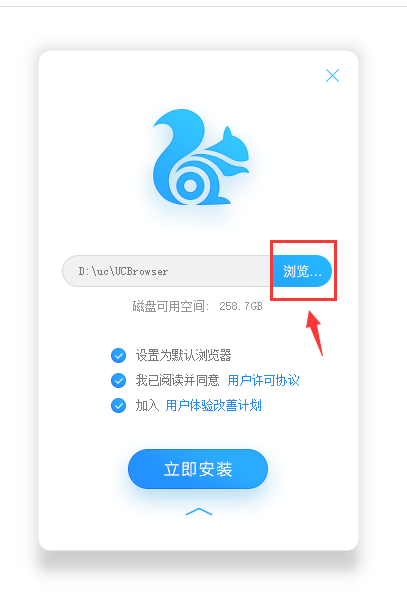 D:\uc\UCBrowser 浏览...
磁盘可用空间: 258.7GB
设置为默认浏览器
我已阅读并同意 用户许可协议
加入 用户体验改善计划
立即安装